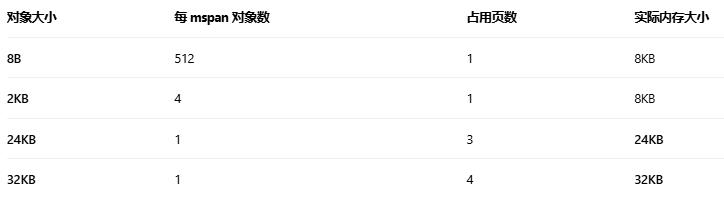 对象大小 每 mspan 对象数 占用页数 实际内存大小
8B 512 1 8KB
2KB 4 1 8KB
24KB 1 3 24KB
32KB 1 4 32KB